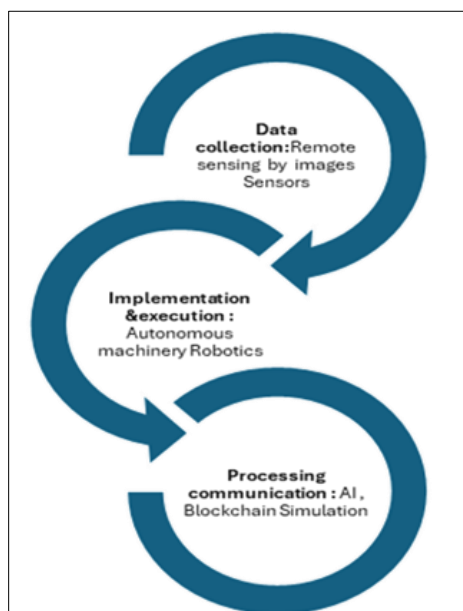 Data
collection:Remote
sensing by images
Sensors
Implementation
&execution :
Autonomous
machinery Robotics
Processing
communication : AI ,
Blockchain Simulation